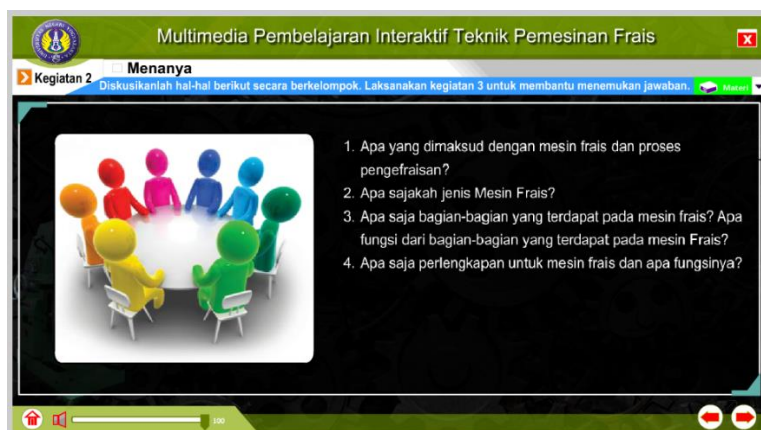 Multimedia Pembelajaran Interaktif Teknik Pemesinan Frais
X
Kegiatan 2
Menanya
Diskusikanlah hal-hal berikut secara berkelompok. Laksanakan kegiatan 3 untuk membantu menemukan jawaban.
Materi
1. Apa yang dimaksud dengan mesin frais dan proses
pengefraisan?
2. Apa sajakah jenis Mesin Frais?
3. Apa saja bagian-bagian yang terdapat pada mesin frais? Apa
fungsi dari bagian-bagian yang terdapat pada mesin Frais?
4. Apa saja perlengkapan untuk mesin frais dan apa fungsinya?
100